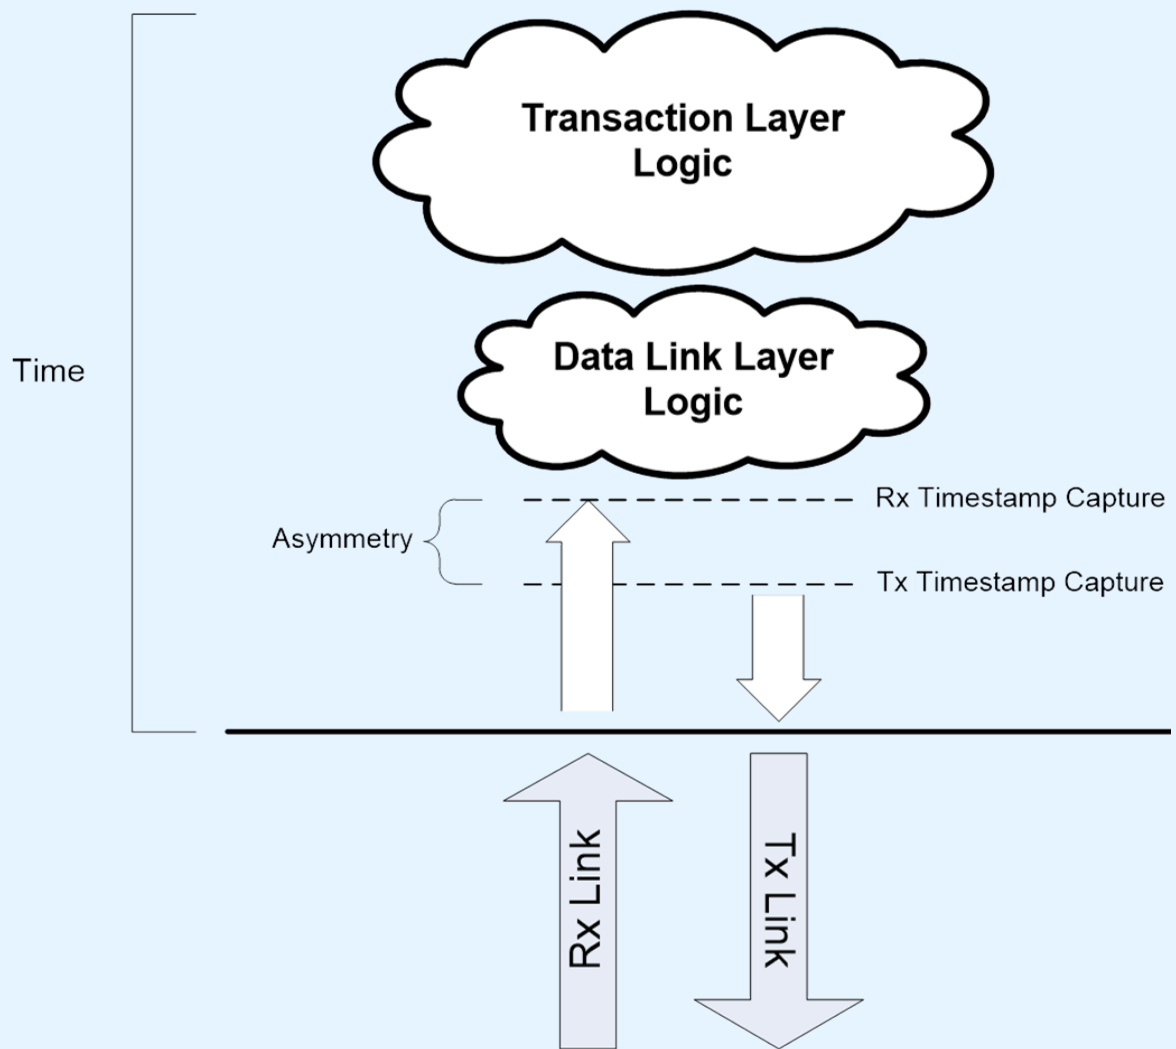 Transaction Layer
Logic
Data Link Layer
Logic
Time
Rx Timestamp Capture
Asymmetry
Tx Timestamp Capture
Rx Link
Tx Link